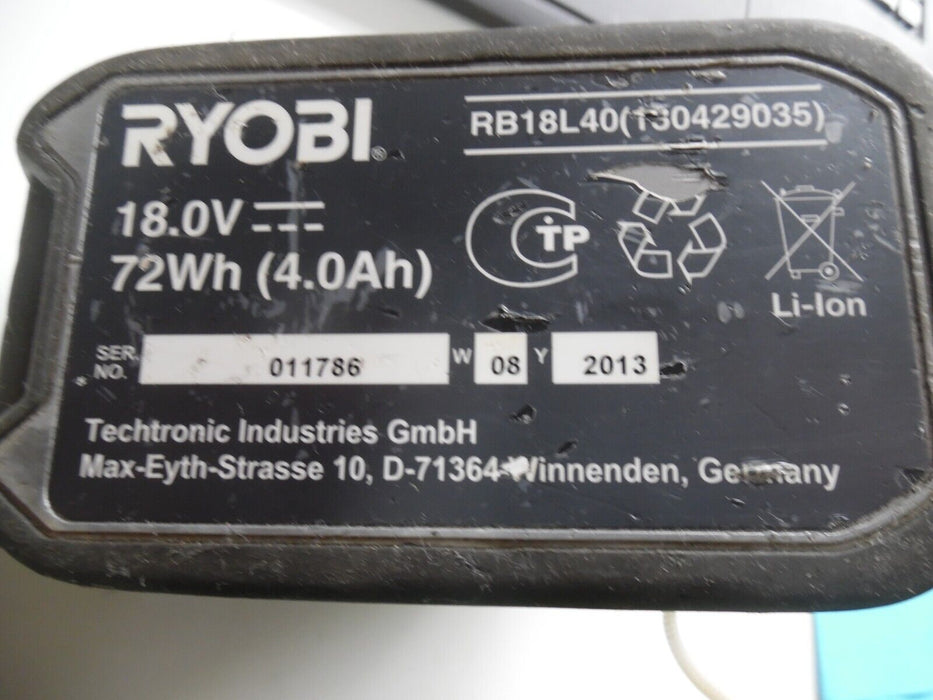 RYOBI®
RB18L40(130429035)
18.0V
72Wh (4.0Ah)
CTP
Li-Ion
SER. NO. 011786 W 08 Y 2013
Techtronic Industries GmbH
Max-Eyth-Strasse 10, D-71364 Winnenden, Germany